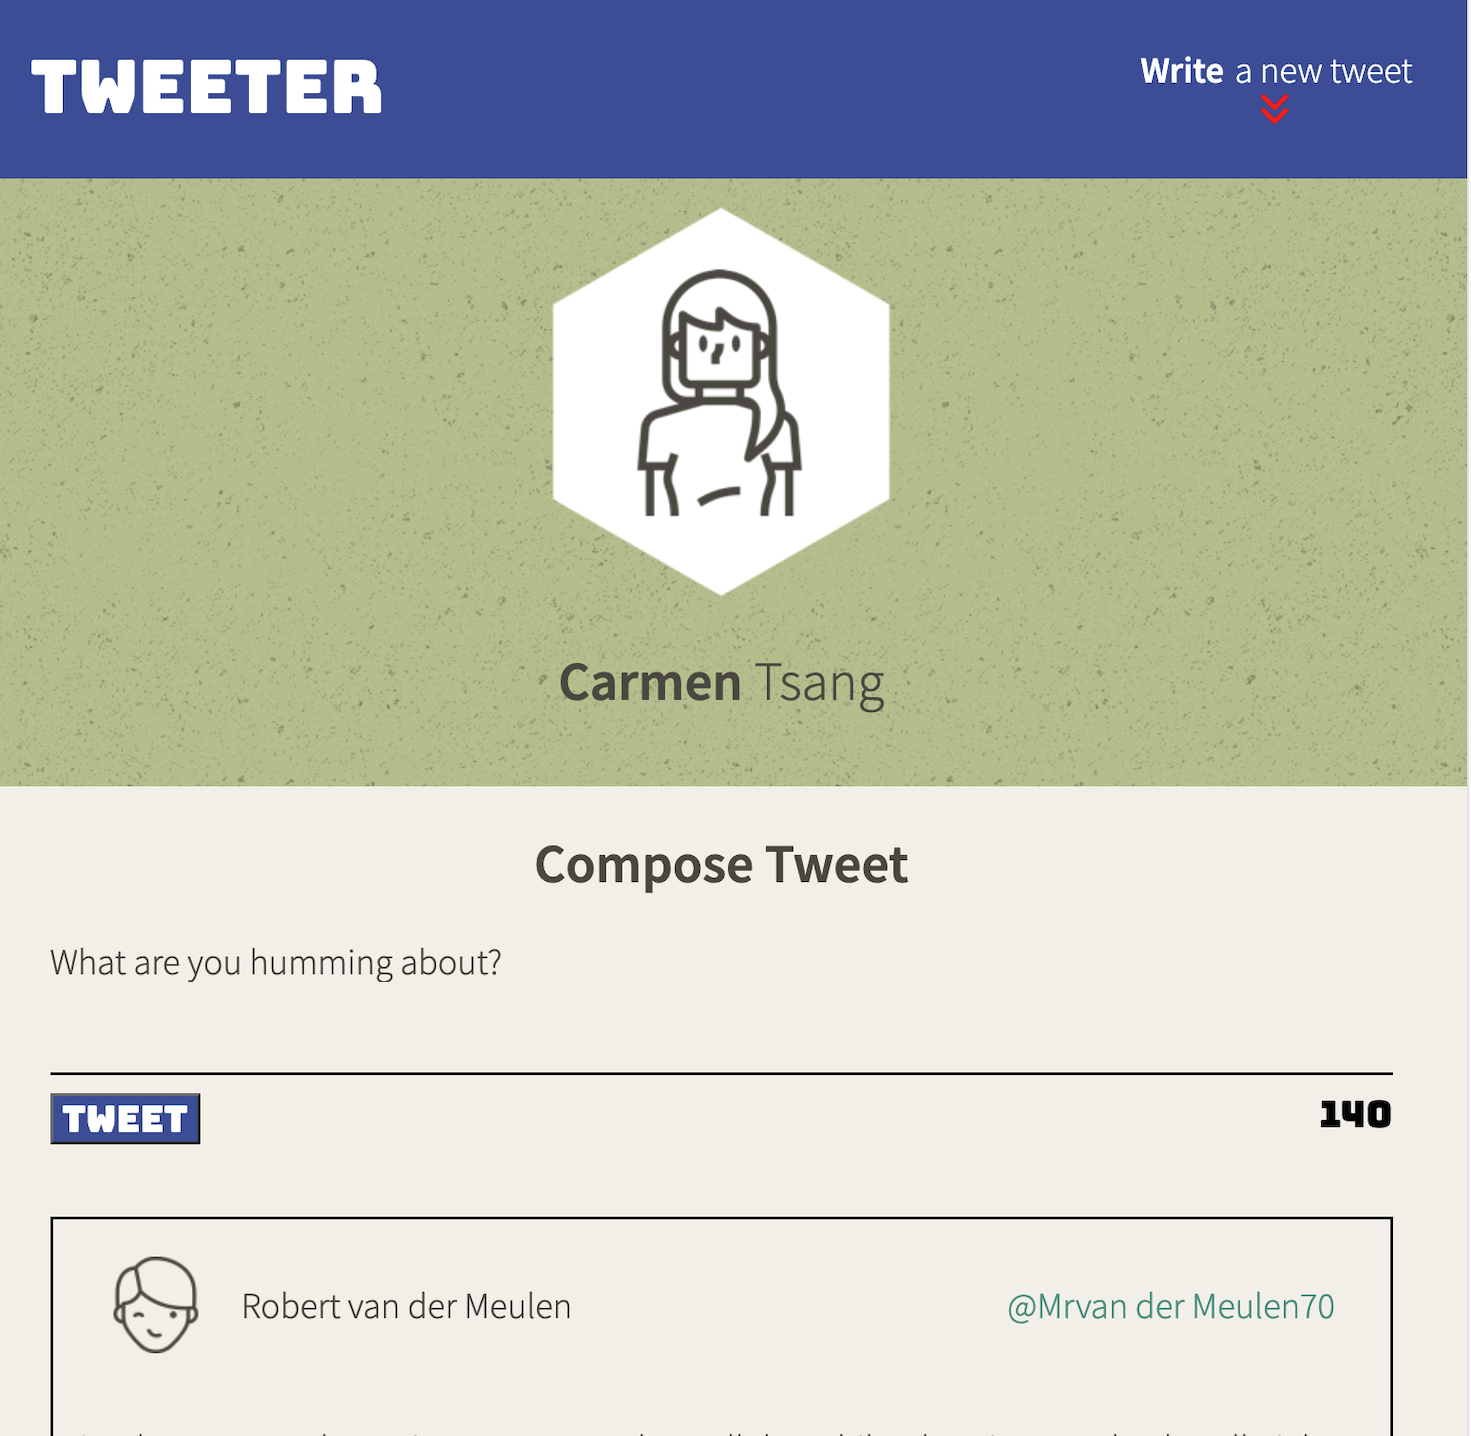 TWEETER
Write a new tweet
Carmen Tsang
Compose Tweet
What are you humming about?
TWEET
140
Robert van der Meulen
@Mrvan der Meulen70